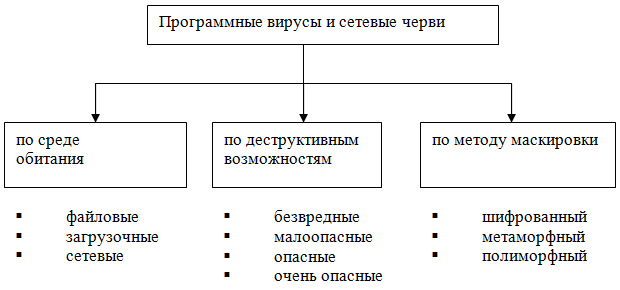 Программные вирусы и сетевые черви
по среде
обитания
по деструктивным
возможностям
по методу маскировки
▪ файловые
▪ загрузочные
▪ сетевые
▪ безвредные
▪ малоопасные
▪ опасные
▪ очень опасные
▪ шифрованный
▪ метаморфный
▪ полиморфный